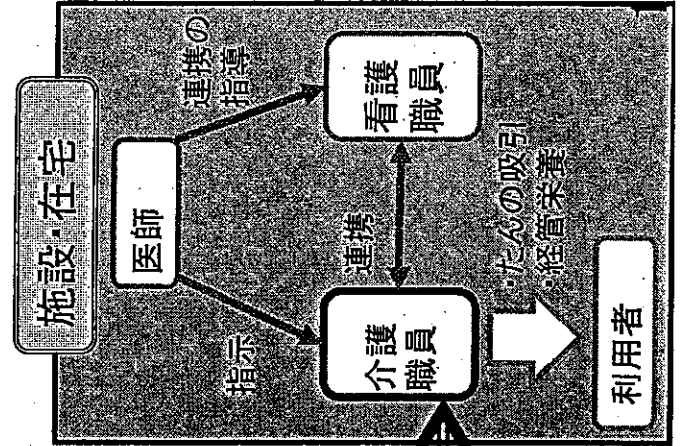 施設・在宅
医師
指示
連携の
指導
介護
職員
連携
看護
職員
・たんの吸引
・経管栄養
利用者